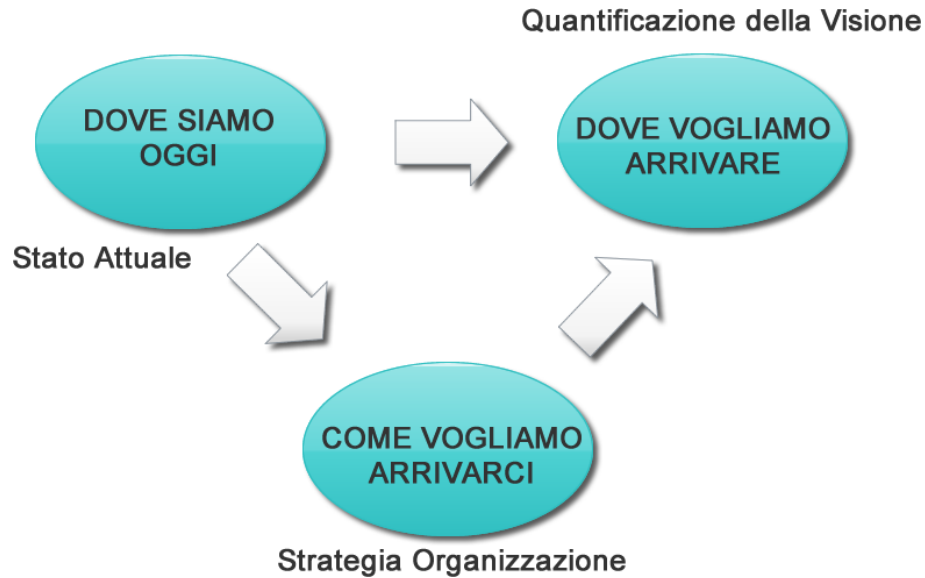 Quantificazione della Visione
DOVE SIAMO
OGGI
DOVE VOGLIAMO
ARRIVARE
Stato Attuale
COME VOGLIAMO
ARRIVARCI
Strategia Organizzazione